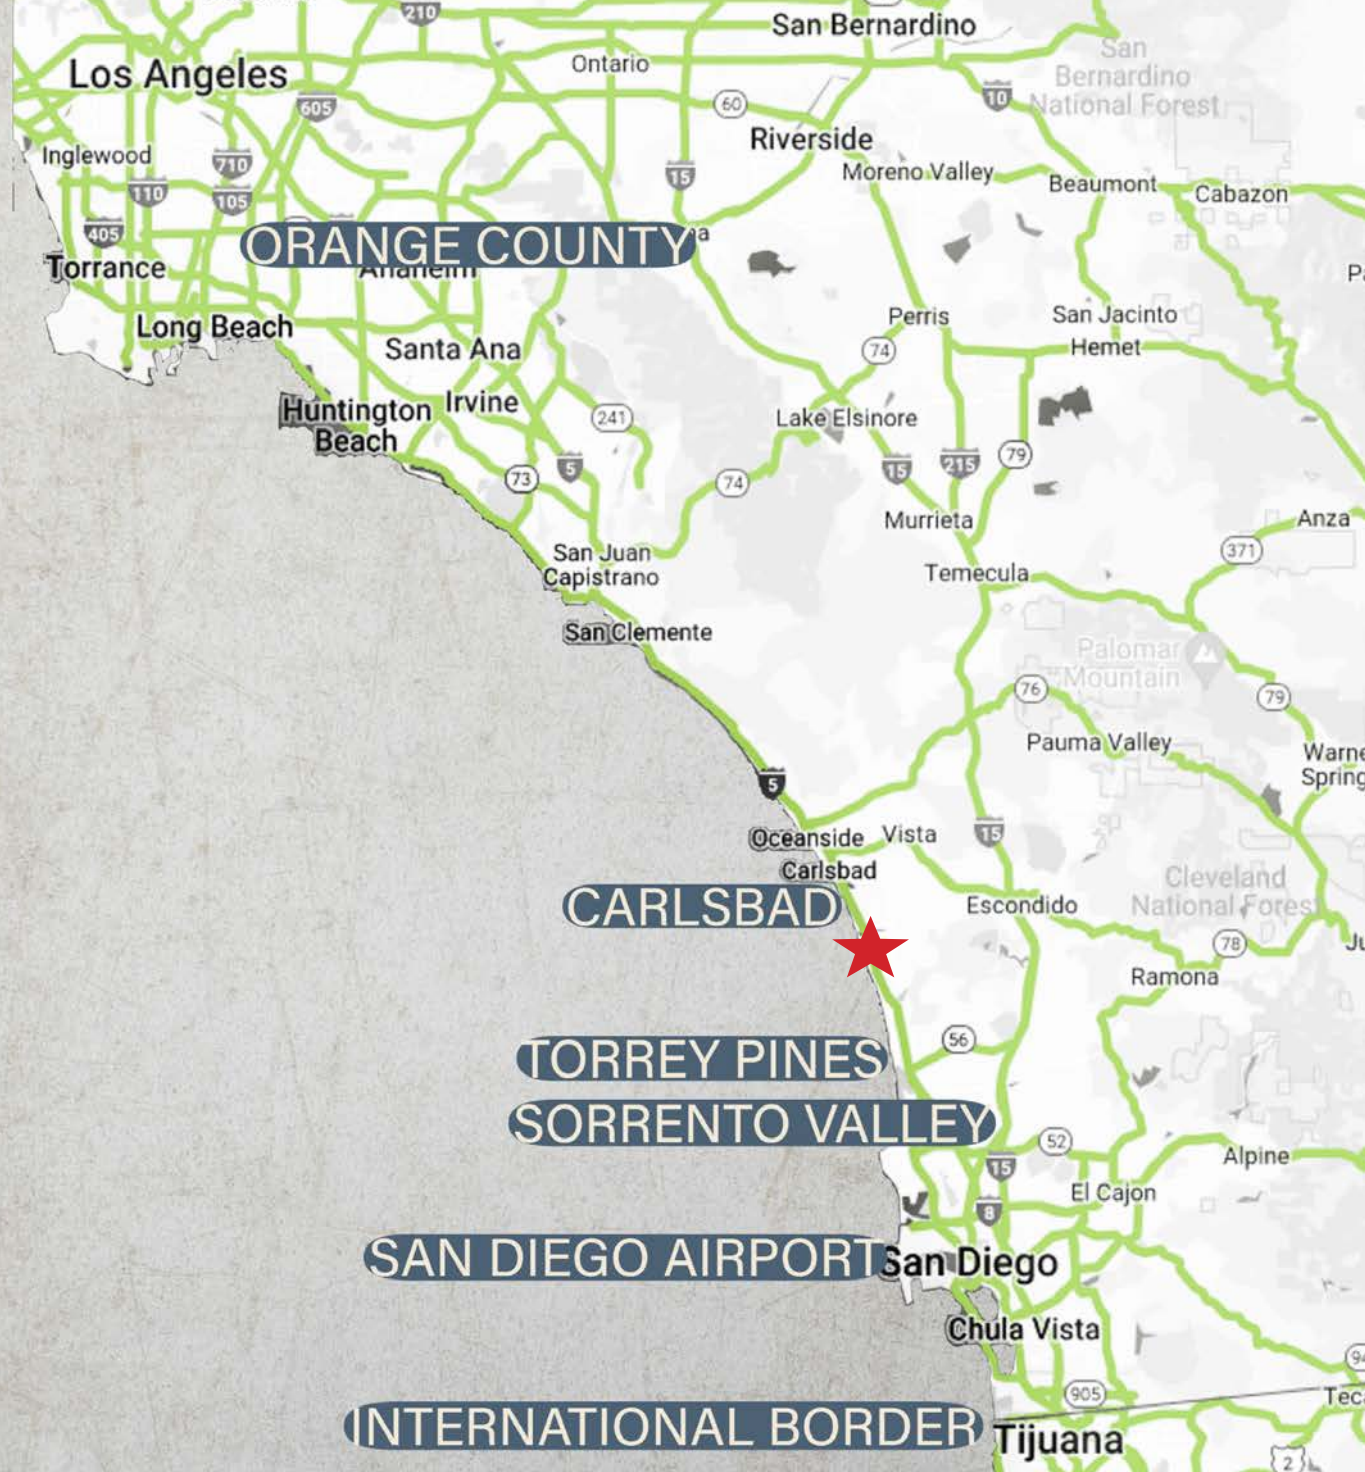 210
San Bernardino
San
Bernardino
National Forest
Los Angeles
Ontario
605
60
10
Riverside
Inglewood
710
15
Moreno Valley
Beaumont
Cabazon
110
105
405
ORANGE COUNTY
Torrance
Anaheim
Perris
San Jacinto
Long Beach
Hemet
Santa Ana
74
Huntington
Beach
Irvine
241
Lake Elsinore
73
5
74
15
215
79
Murrieta
Anza
371
San Juan
Capistrano
Temecula
San Clemente
Palomar
Mountain
76
79
Pauma Valley
Warne
Spring
5
Oceanside
Vista
15
Carlsbad
Cleveland
National Forest
CARLSBAD
Escondido
78
Ramona
56
TORREY PINES
SORRENTO VALLEY
52
15
Alpine
El Cajon
8
SAN DIEGO AIRPORT
San Diego
Chula Vista
905
INTERNATIONAL BORDER
Tijuana
2